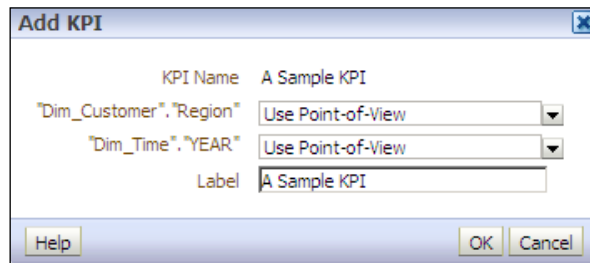 Add KPI
KPI Name A Sample KPI
"Dim_Customer"."Region" Use Point-of-View
"Dim_Time"."YEAR" Use Point-of-View
Label A Sample KPI
Help OK Cancel